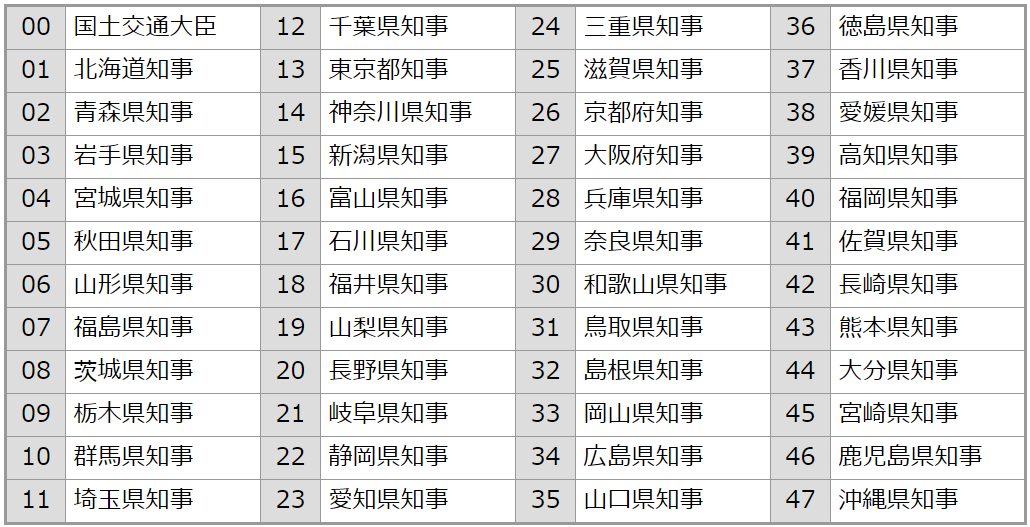 00 国土交通大臣 12 千葉県知事 24 三重県知事 36 徳島県知事
01 北海道知事 13 東京都知事 25 滋賀県知事 37 香川県知事
02 青森県知事 14 神奈川県知事 26 京都府知事 38 愛媛県知事
03 岩手県知事 15 新潟県知事 27 大阪府知事 39 高知県知事
04 宮城県知事 16 富山県知事 28 兵庫県知事 40 福岡県知事
05 秋田県知事 17 石川県知事 29 奈良県知事 41 佐賀県知事
06 山形県知事 18 福井県知事 30 和歌山県知事 42 長崎県知事
07 福島県知事 19 山梨県知事 31 鳥取県知事 43 熊本県知事
08 茨城県知事 20 長野県知事 32 島根県知事 44 大分県知事
09 栃木県知事 21 岐阜県知事 33 岡山県知事 45 宮崎県知事
10 群馬県知事 22 静岡県知事 34 広島県知事 46 鹿児島県知事
11 埼玉県知事 23 愛知県知事 35 山口県知事 47 沖縄県知事